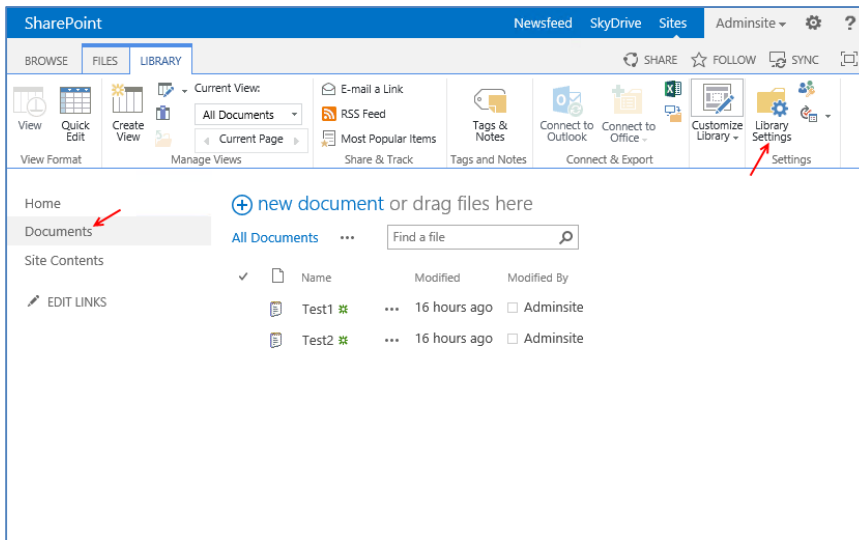 SharePoint
Newsfeed SkyDrive Sites Adminsite ?
BROWSE FILES LIBRARY SHARE FOLLOW SYNC
View
Quick Edit
Create View
Current View:
All Documents
Current Page
E-mail a Link
RSS Feed
Most Popular Items
Tags & Notes
Connect to Outlook
Connect to Office
Customize Library
Library Settings
View Format Manage Views Share & Track Tags and Notes Connect & Export Settings
Home
Documents
Site Contents
EDIT LINKS
new document or drag files here
All Documents ... Find a file
Name Modified Modified By
Test1 ... 16 hours ago Adminsite
Test2 ... 16 hours ago Adminsite